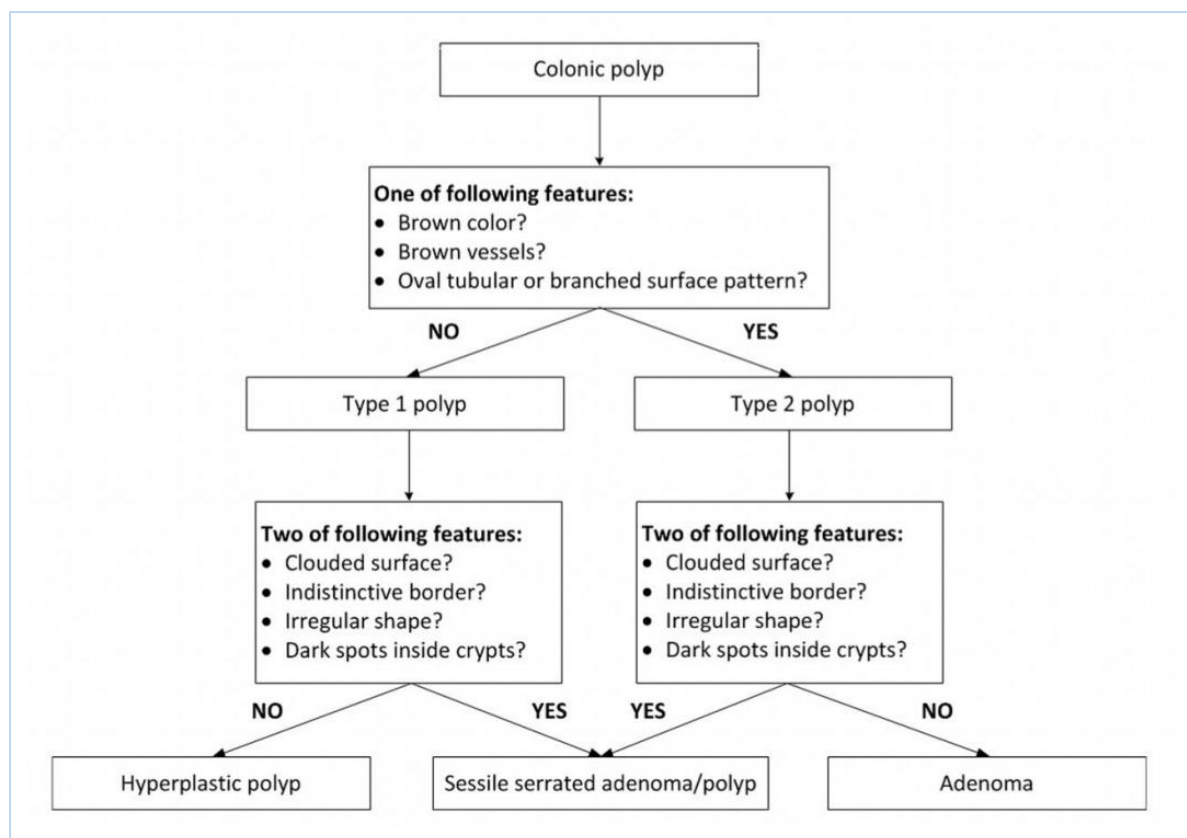 Colonic polyp
One of following features:
• Brown color?
• Brown vessels?
• Oval tubular or branched surface pattern?
NO
YES
Type 1 polyp
Type 2 polyp
Two of following features:
• Clouded surface?
• Indistinctive border?
• Irregular shape?
• Dark spots inside crypts?
Two of following features:
• Clouded surface?
• Indistinctive border?
• Irregular shape?
• Dark spots inside crypts?
NO
YES
YES
NO
Hyperplastic polyp
Sessile serrated adenoma/polyp
Adenoma